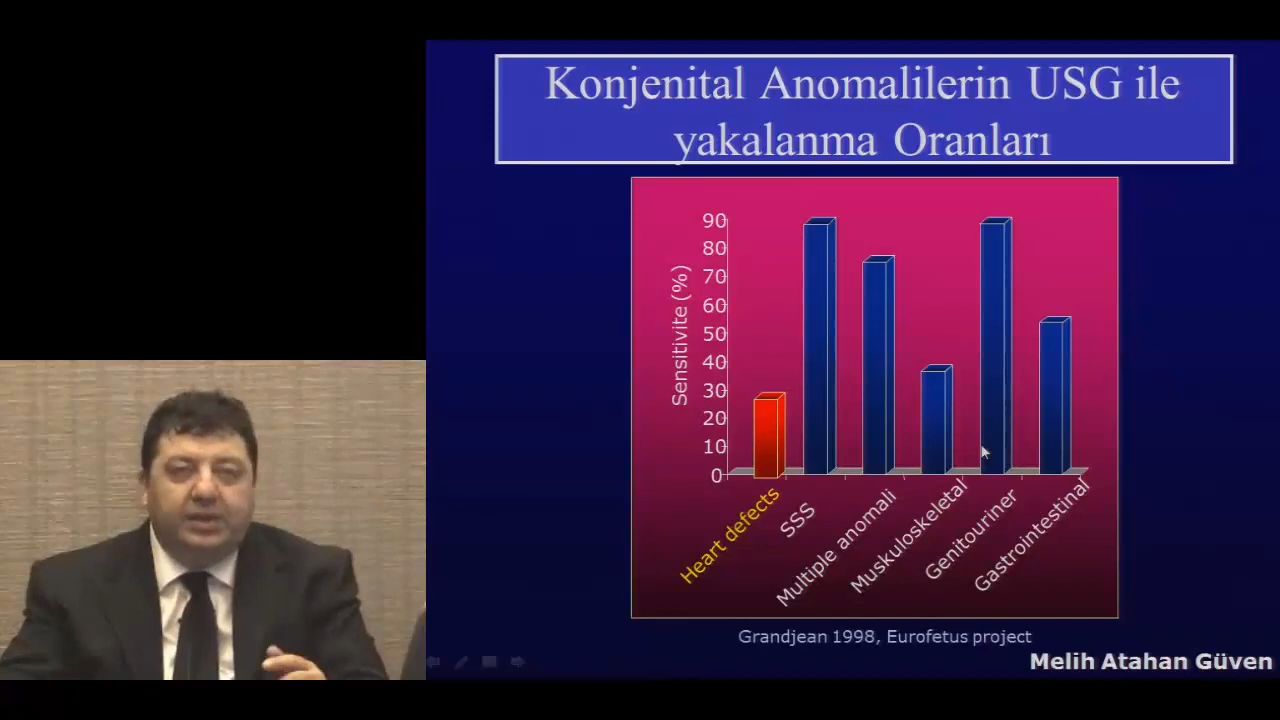 Konjenital Anomalilerin USG ile
yakalanma Oranları
90
80
70
60
50
40
30
20
10
0
Sensitivite (%)
Heart defects
SSS
Multiple anomali
Muskuloskeletal
Genitouriner
Gastrointestinal
Grandjean 1998, Eurofetus project
Melih Atahan Güven